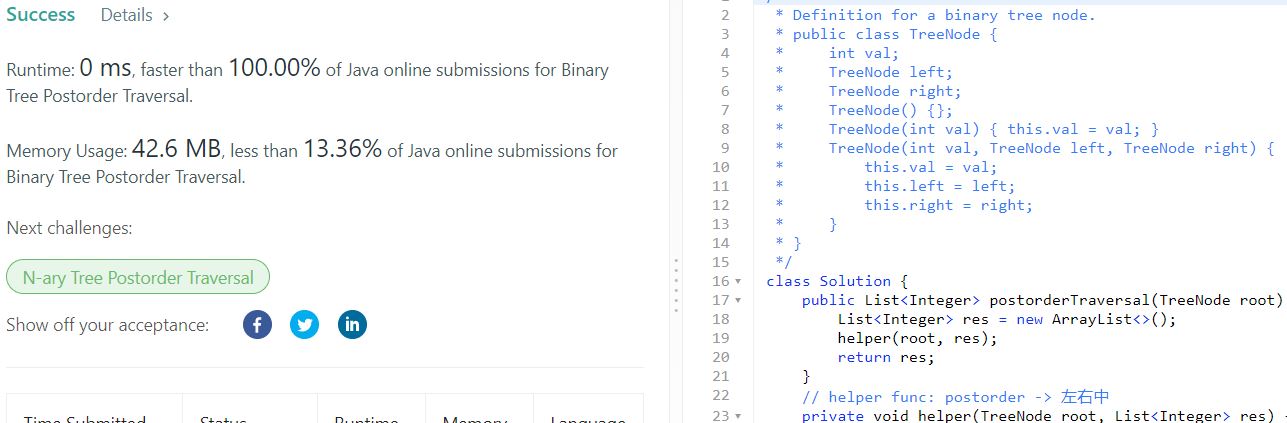 Success Details >
Runtime: 0 ms, faster than 100.00% of Java online submissions for Binary
Tree Postorder Traversal.
Memory Usage: 42.6 MB, less than 13.36% of Java online submissions for
Binary Tree Postorder Traversal.
Next challenges:
N-ary Tree Postorder Traversal
Show off your acceptance:
Time Submitted Status Runtime Memory Language
2 * Definition for a binary tree node.
3 * public class TreeNode {
4 *     int val;
5 *     TreeNode left;
6 *     TreeNode right;
7 *     TreeNode() {};
8 *     TreeNode(int val) { this.val = val; }
9 *     TreeNode(int val, TreeNode left, TreeNode right) {
10 *         this.val = val;
11 *         this.left = left;
12 *         this.right = right;
13 *     }
14 * }
15 */
16 class Solution {
17     public List<Integer> postorderTraversal(TreeNode root)
18         List<Integer> res = new ArrayList<>();
19         helper(root, res);
20         return res;
21     }
22     // helper func: postorder -> 左右中
23     private void helper(TreeNode root, List<Integer> res) {